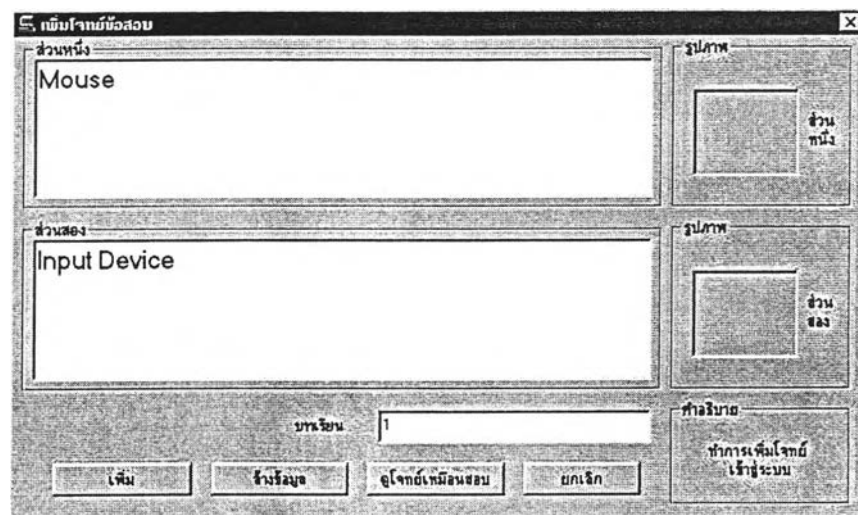 เพิ่มโจทย์ข้อสอบ
ส่วนหนึ่ง
รูปภาพ
Mouse
ส่วน
หนึ่ง
ส่วนสอง
รูปภาพ
Input Device
ส่วน
สอง
บทเรียน
1
คำอธิบาย
ทำการเพิ่มโจทย์
เข้าสู่ระบบ
เพิ่ม
ล้างข้อมูล
ดูโจทย์เหมือนสอบ
ยกเลิก